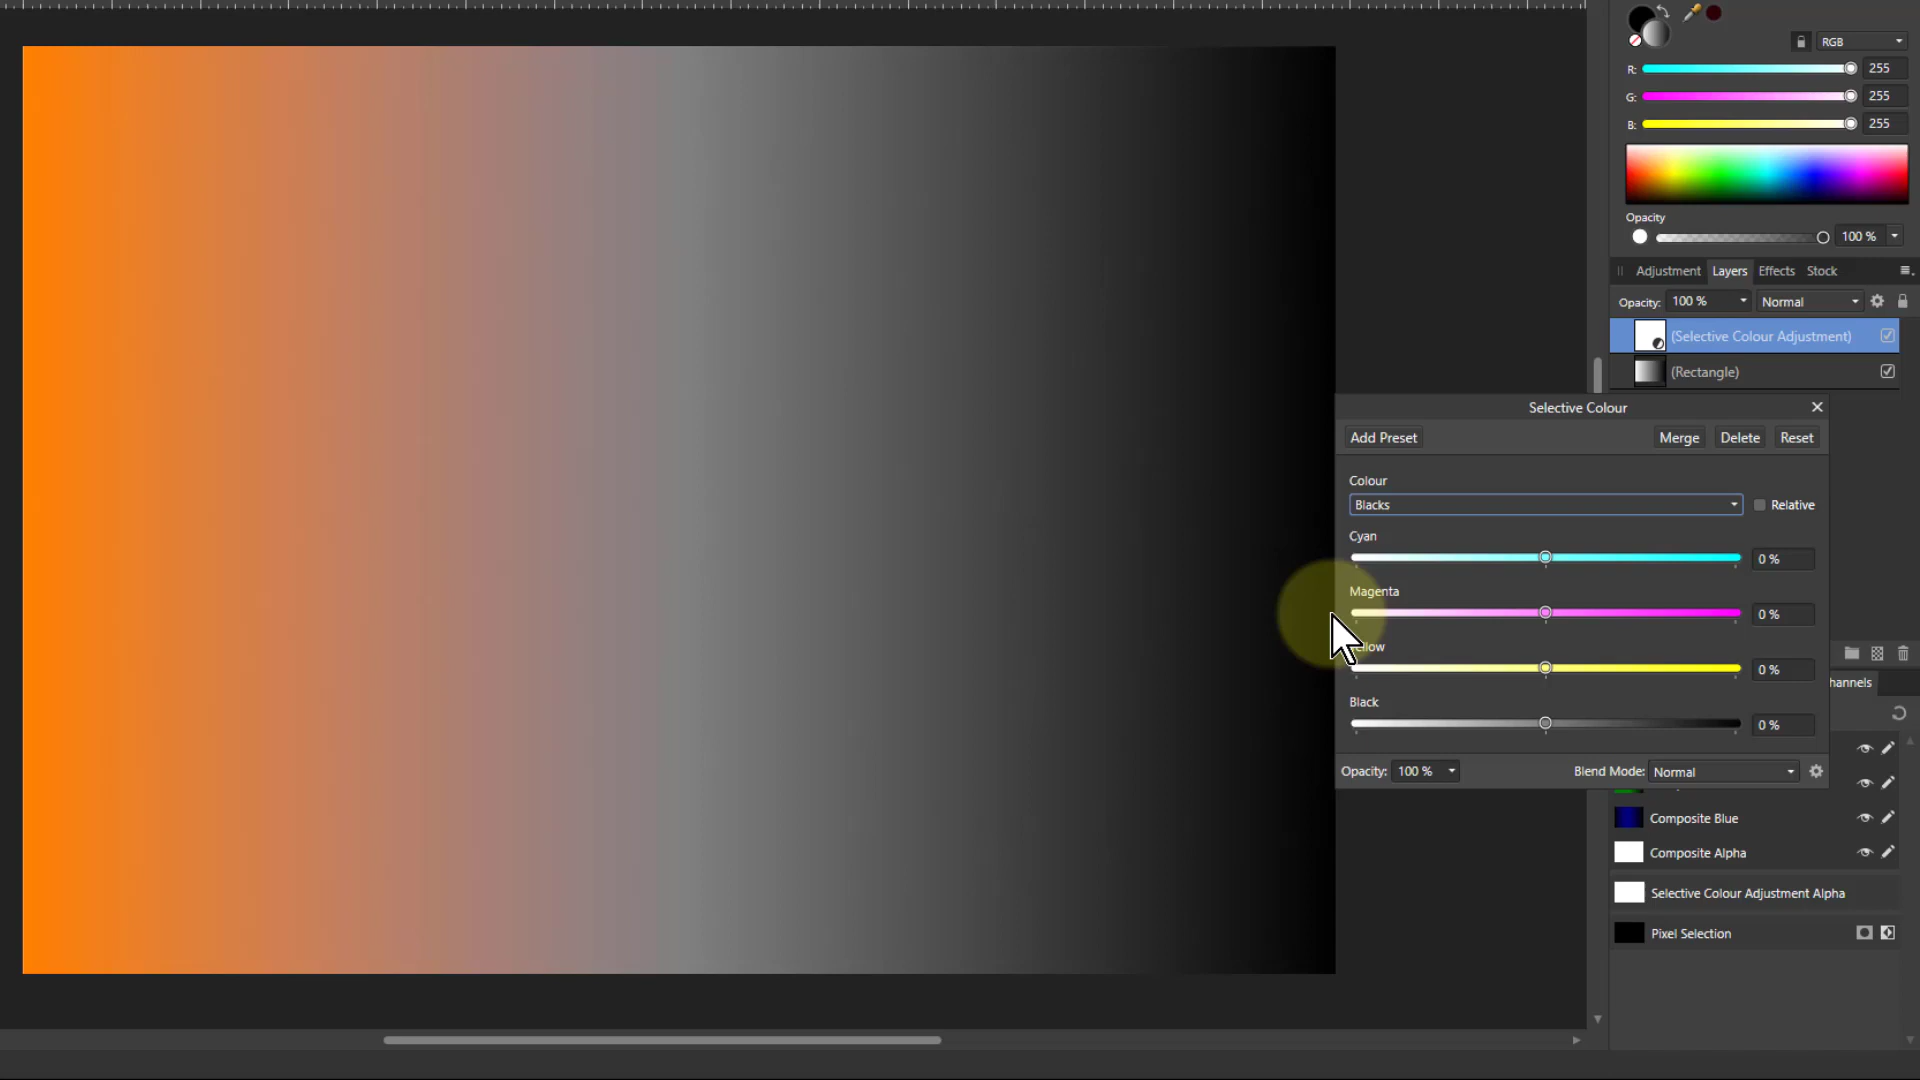 RGB
R: 255
G: 255
B: 255
Opacity
100 %
Adjustment Layers Effects Stock
Opacity: 100 % Normal
(Selective Colour Adjustment)
(Rectangle)
Selective Colour
Add Preset Merge Delete Reset
Colour
Blacks Relative
Cyan
0 %
Magenta
0 %
ellow
0 %
hannels
Black
0 %
Opacity: 100 % Blend Mode: Normal
Composite Blue
Composite Alpha
Selective Colour Adjustment Alpha
Pixel Selection